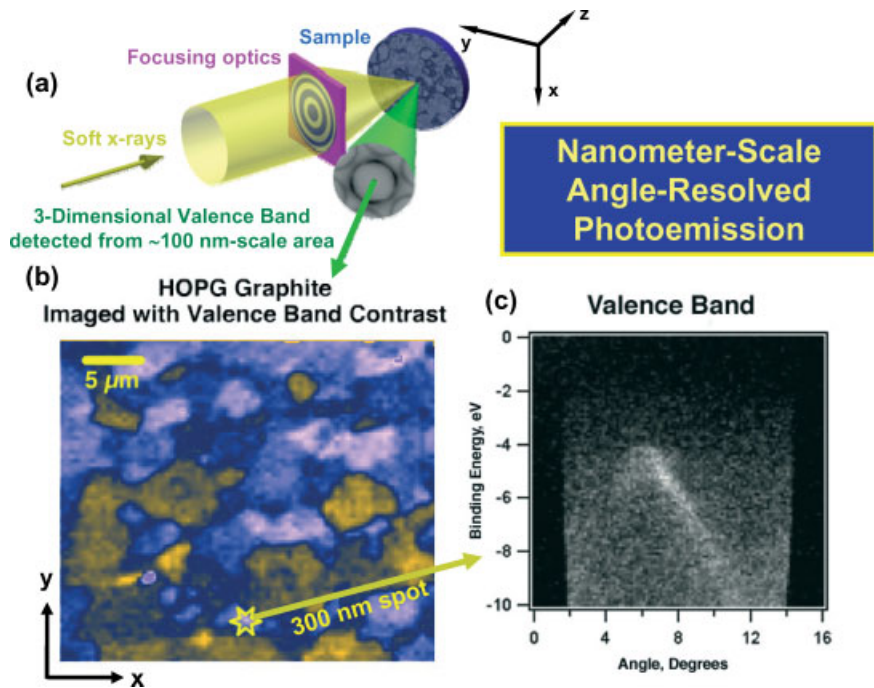 (a)
Soft x-rays
Focusing optics
Sample
y
z
x
Nanometer-Scale
Angle-Resolved
Photoemission
3-Dimensional Valence Band
detected from ~100 nm-scale area
(b)
HOPG Graphite
Imaged with Valence Band Contrast
5 μm
300 nm spot
y
x
(c)
Valence Band
Binding Energy, eV
0
-2
-4
-6
-8
-10
0
4
8
12
16
Angle, Degrees